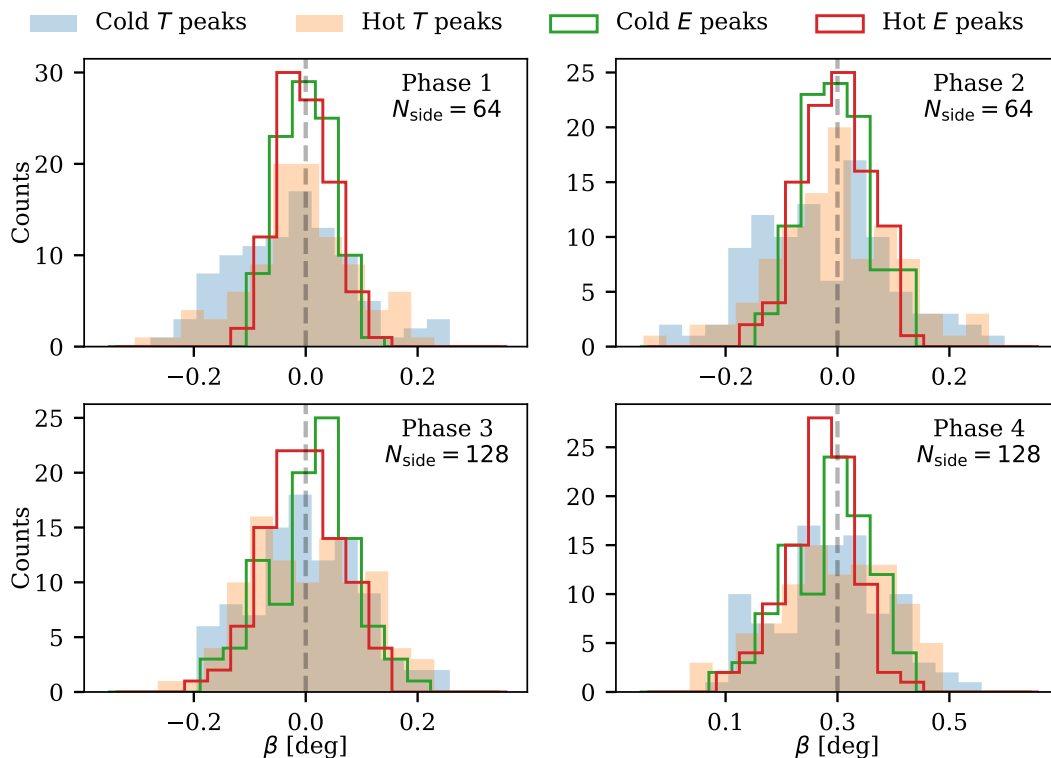 Cold T peaks Hot T peaks Cold E peaks Hot E peaks
Phase 1
N_side = 64
Counts
30
20
10
0
−0.2 0.0 0.2
Phase 2
N_side = 64
25
20
15
10
5
0
−0.2 0.0 0.2
Phase 3
N_side = 128
Counts
25
20
15
10
5
0
−0.2 0.0 0.2
β [deg]
Phase 4
N_side = 128
25
20
15
10
5
0
0.1 0.3 0.5
β [deg]